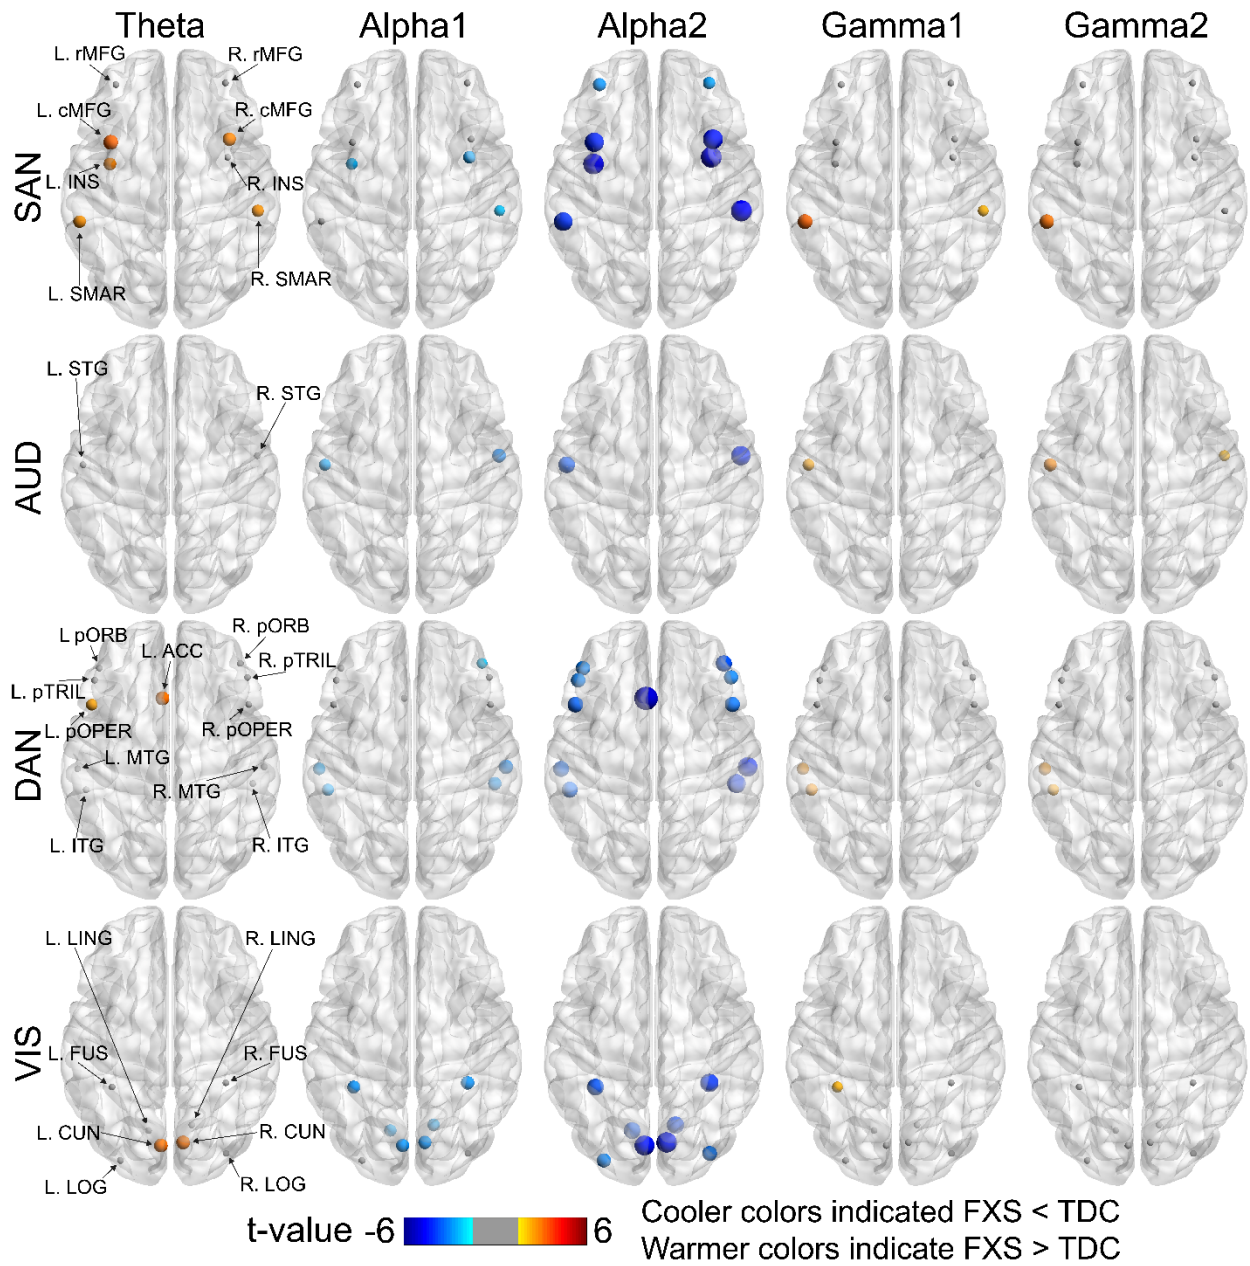 Theta Alpha1 Alpha2 Gamma1 Gamma2
SAN
L. rMFG R. rMFG
L. cMFG R. cMFG
L. INS R. INS
L. SMAR R. SMAR
AUD
L. STG R. STG
DAN
L pORB R. pORB
L. ACC R. pTRIL
L. pTRIL
L. pOPER R. pOPER
L. MTG
R. MTG
L. ITG R. ITG
VIS
L. LING R. LING
L. FUS R. FUS
L. CUN R. CUN
L. LOG R. LOG
t-value -6 6
Cooler colors indicated FXS < TDC
Warmer colors indicate FXS > TDC